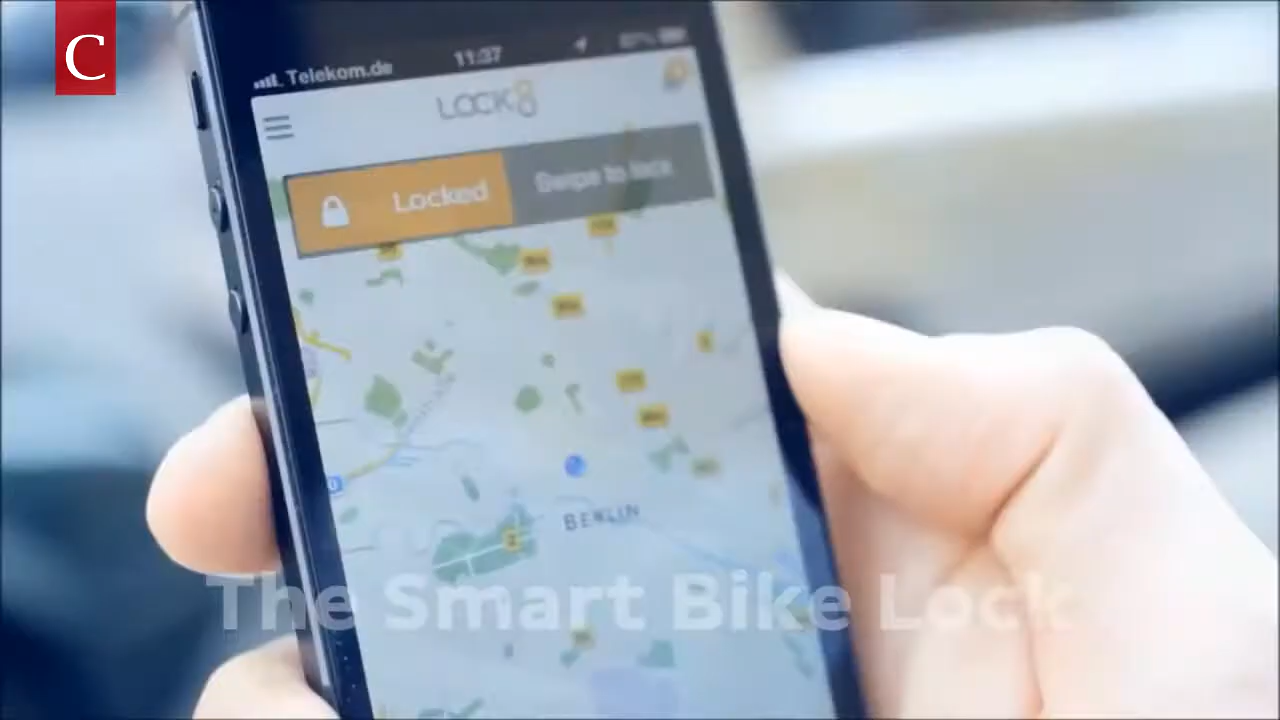 C
Telekom.de
11:37
LOCK8
Locked
Swipe to lock
BERLIN
The Smart Bike Lock